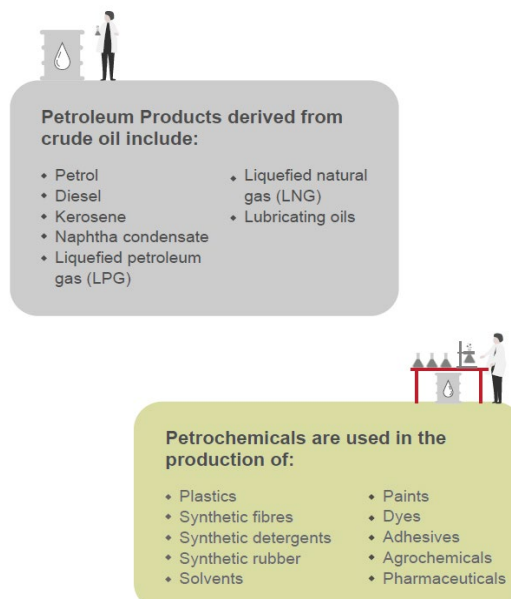 Petroleum Products derived from
crude oil include:
Petrol
Diesel
Kerosene
Naphtha condensate
Liquefied petroleum
gas (LPG)
Liquefied natural
gas (LNG)
Lubricating oils
Petrochemicals are used in the
production of:
Plastics
Synthetic fibres
Synthetic detergents
Synthetic rubber
Solvents
Paints
Dyes
Adhesives
Agrochemicals
Pharmaceuticals